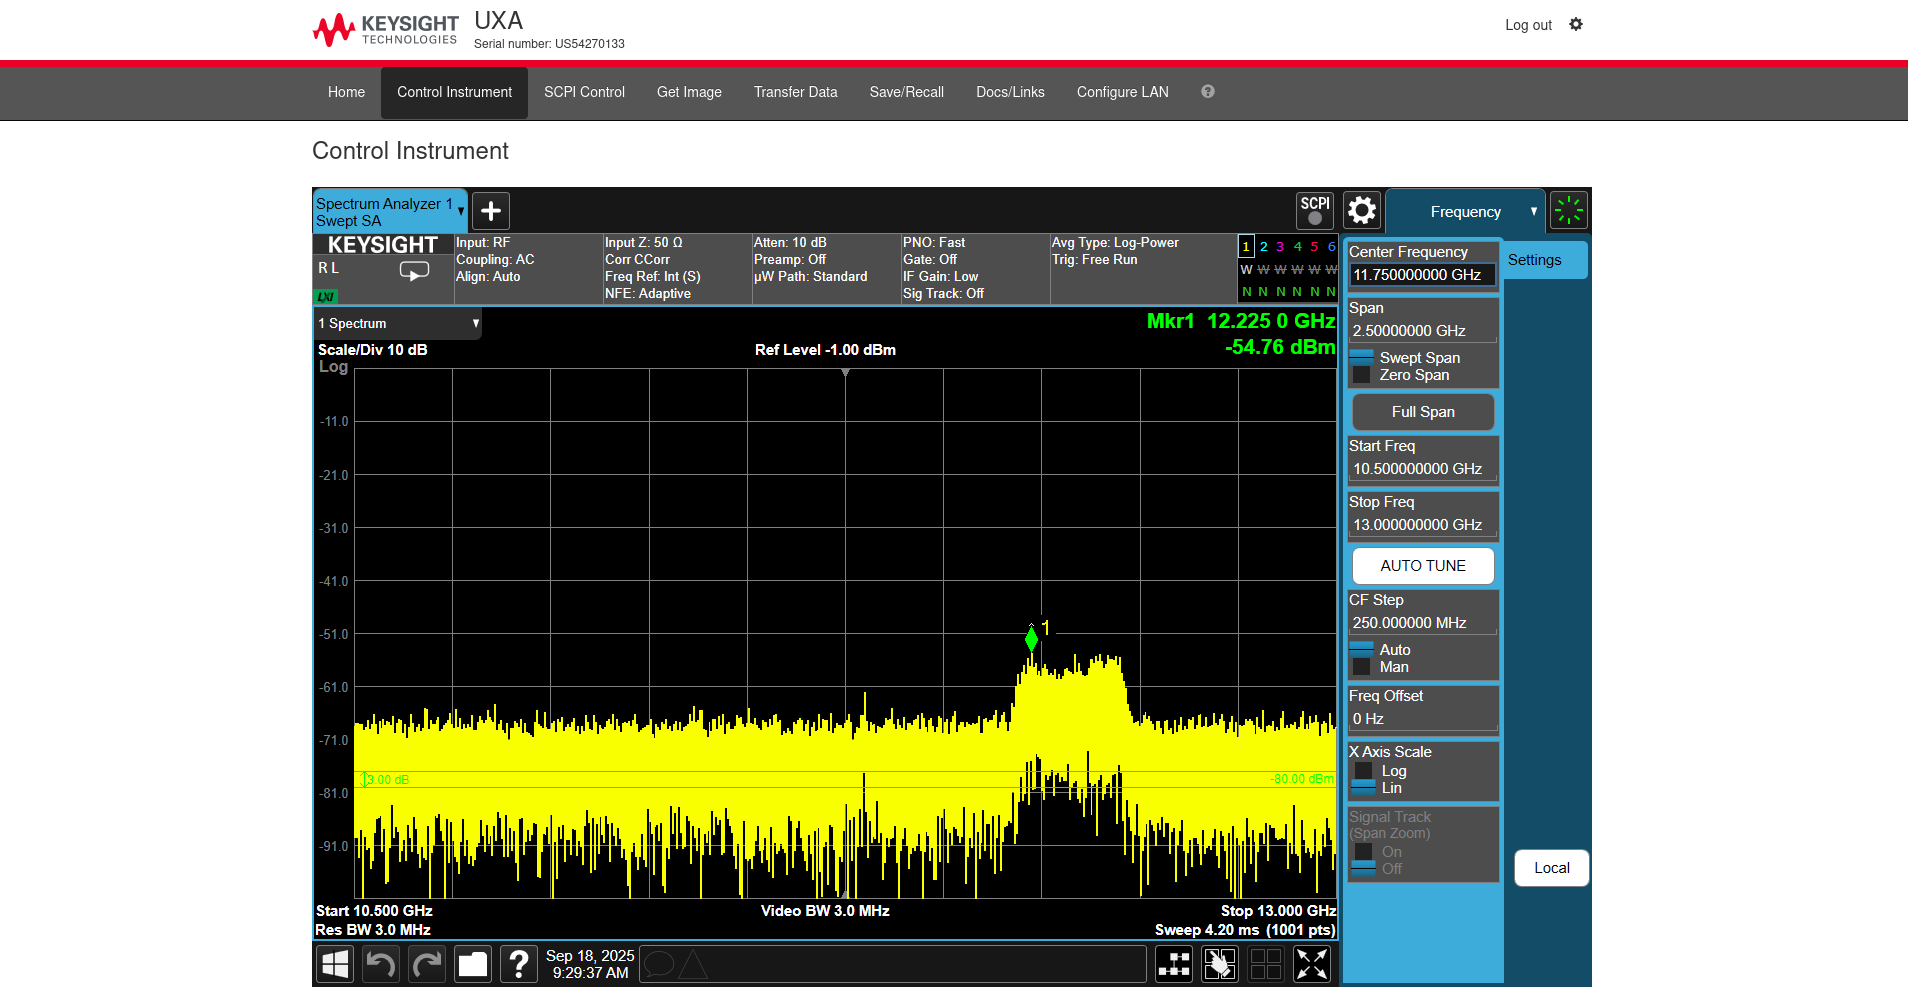 KEYSIGHT
TECHNOLOGIES
UXA
Serial number: US54270133
Log out
Home
Control Instrument
SCPI Control
Get Image
Transfer Data
Save/Recall
Docs/Links
Configure LAN
?
Control Instrument
Spectrum Analyzer 1
Swept SA
SCPI
Frequency
KEYSIGHT
R L
LXI
Input: RF
Coupling: AC
Align: Auto
Input Z: 50 Ω
Corr CCorr
Freq Ref: Int (S)
NFE: Adaptive
Atten: 10 dB
Preamp: Off
µW Path: Standard
PNO: Fast
Gate: Off
IF Gain: Low
Sig Track: Off
Avg Type: Log-Power
Trig: Free Run
1 2 3 4 5 6
W W W W W W
N N N N N N
1 Spectrum
Scale/Div 10 dB
Log
Ref Level -1.00 dBm
Mkr1 12.225 0 GHz
-54.76 dBm
-11.0
-21.0
-31.0
-41.0
-51.0
-61.0
-71.0
-81.0
-91.0
1
3.00 dB
-80.00 dBm
Start 10.500 GHz
Res BW 3.0 MHz
Video BW 3.0 MHz
Stop 13.000 GHz
Sweep 4.20 ms (1001 pts)
Center Frequency
11.750000000 GHz
Span
2.50000000 GHz
Swept Span
Zero Span
Full Span
Start Freq
10.500000000 GHz
Stop Freq
13.000000000 GHz
AUTO TUNE
CF Step
250.000000 MHz
Auto
Man
Freq Offset
0 Hz
X Axis Scale
Log
Lin
Signal Track
(Span Zoom)
On
Off
Settings
Local
?
Sep 18, 2025
9:29:37 AM